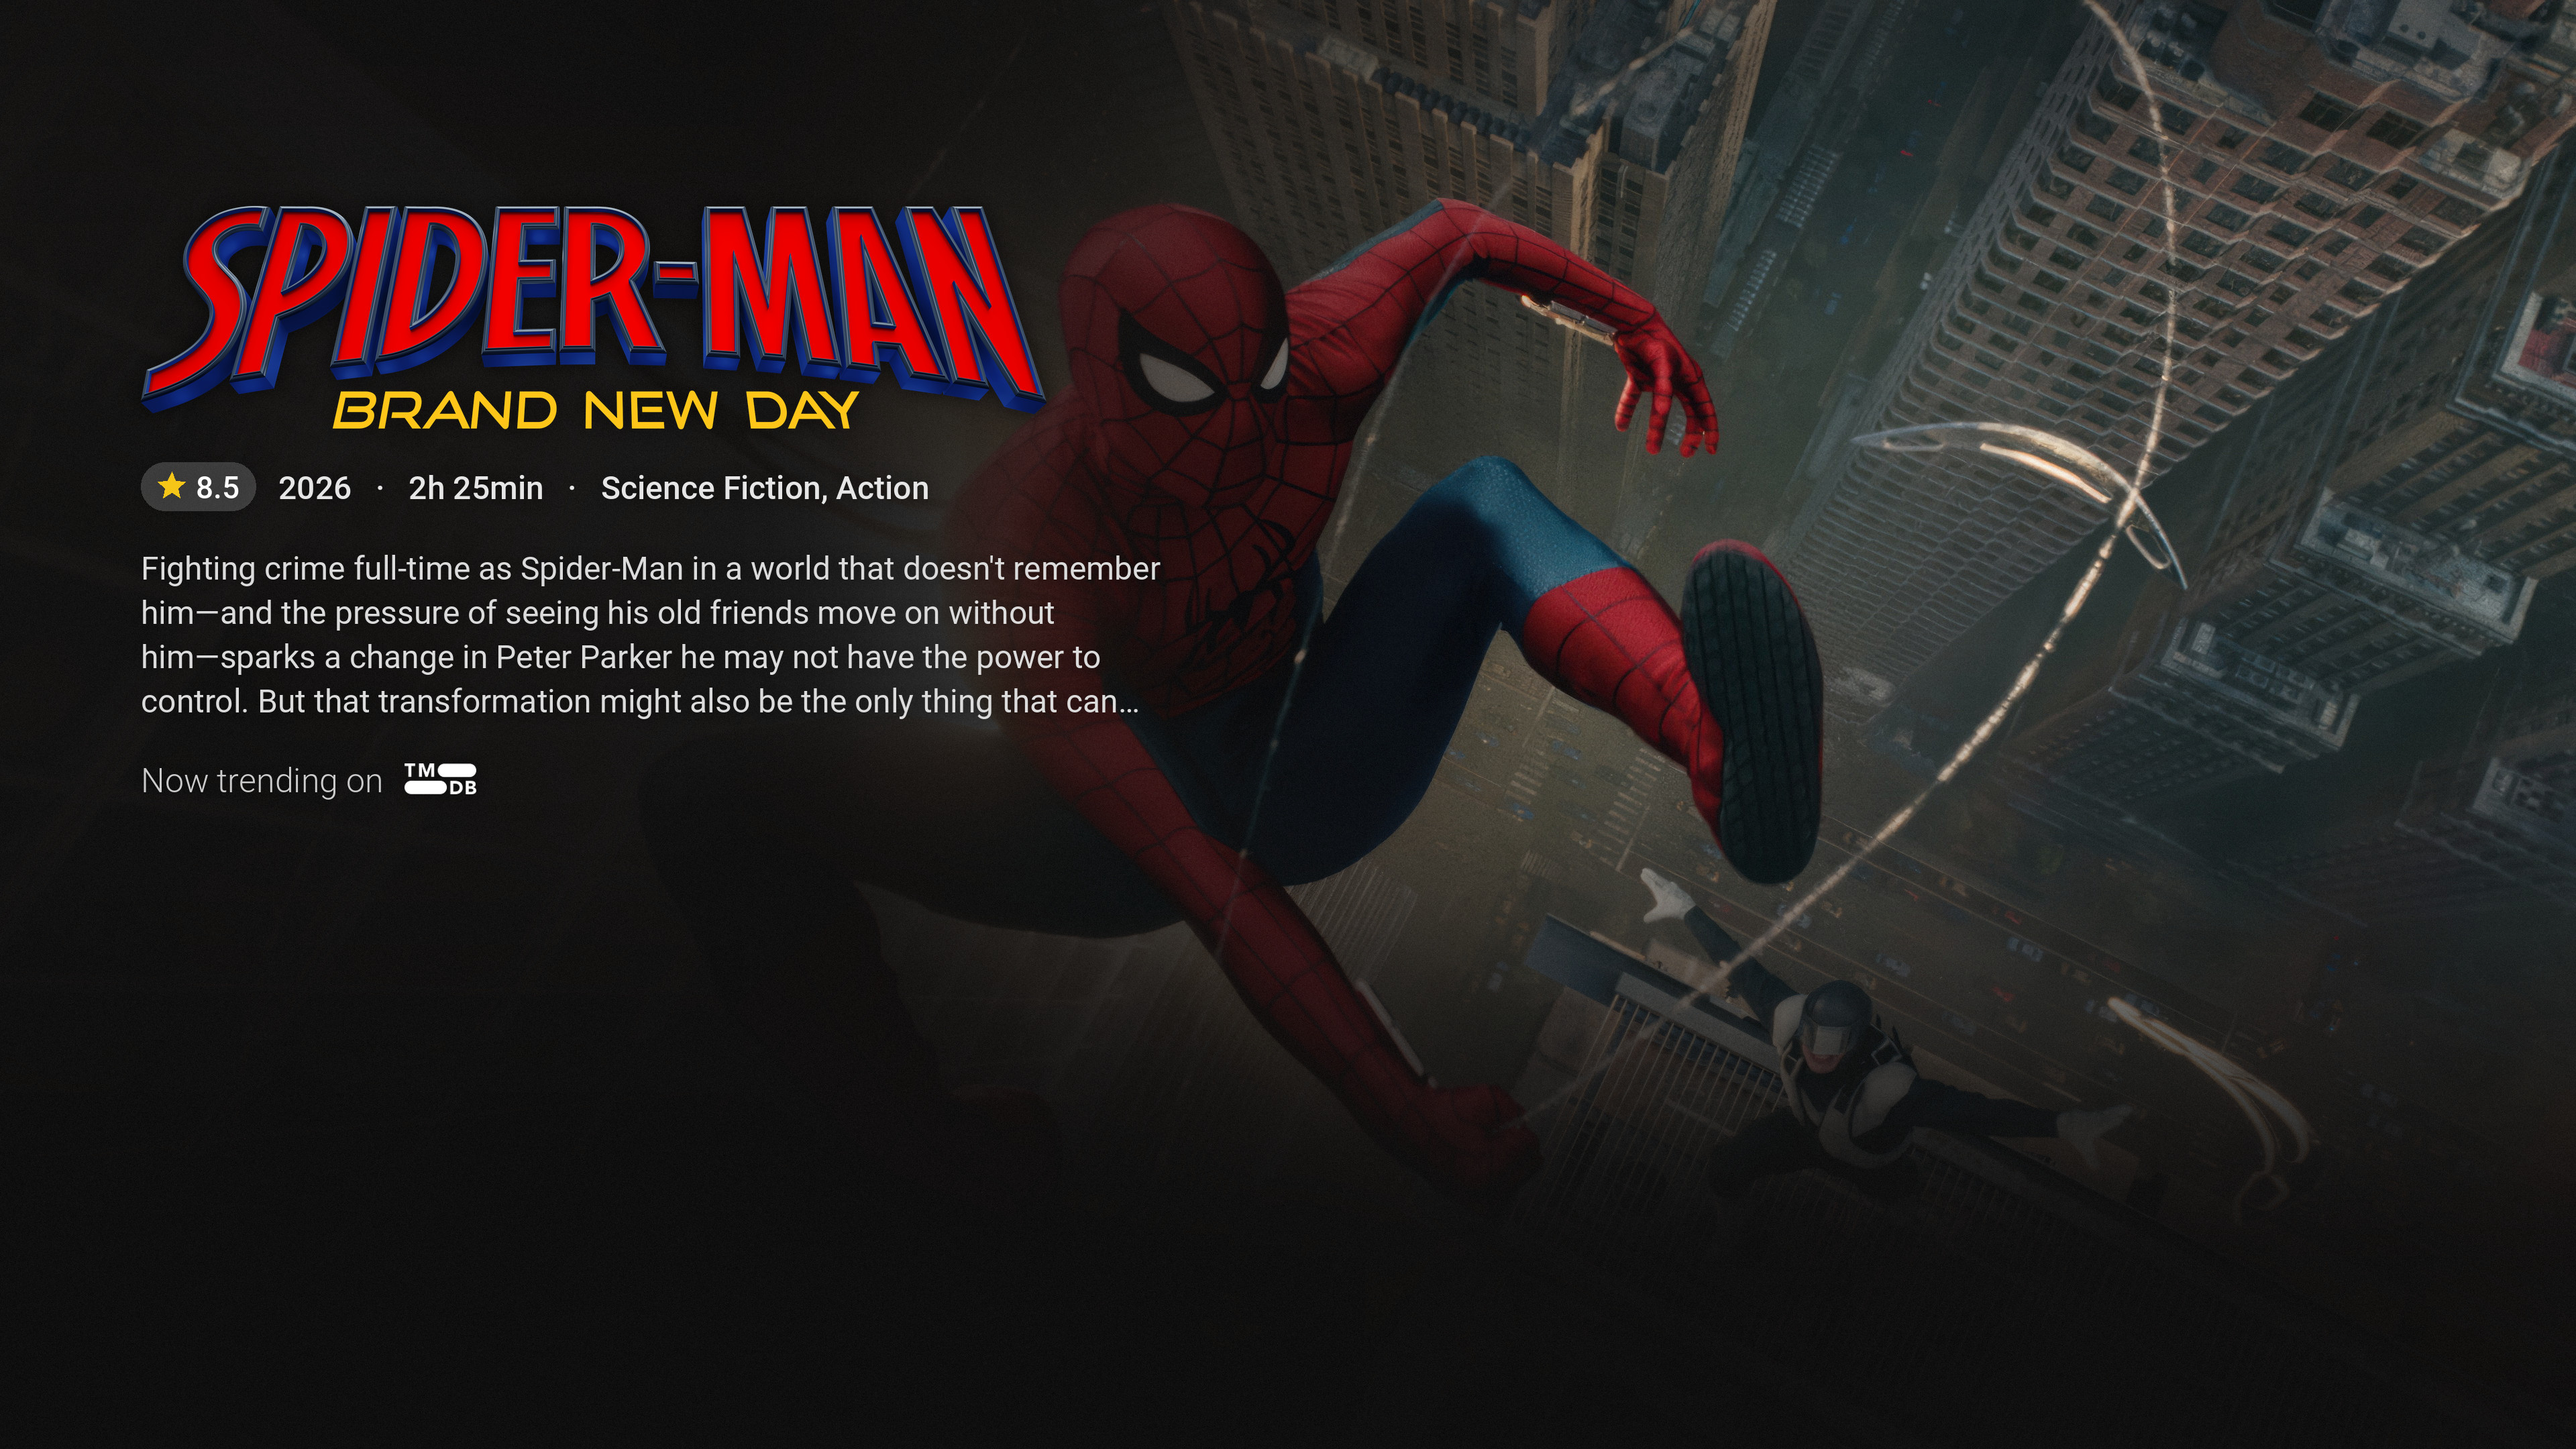 SPIDER-MAN
BRAND NEW DAY
8.5 2026 · 2h 25min · Science Fiction, Action
Fighting crime full-time as Spider-Man in a world that doesn't remember
him—and the pressure of seeing his old friends move on without
him—sparks a change in Peter Parker he may not have the power to
control. But that transformation might also be the only thing that can…
Now trending on TMDB